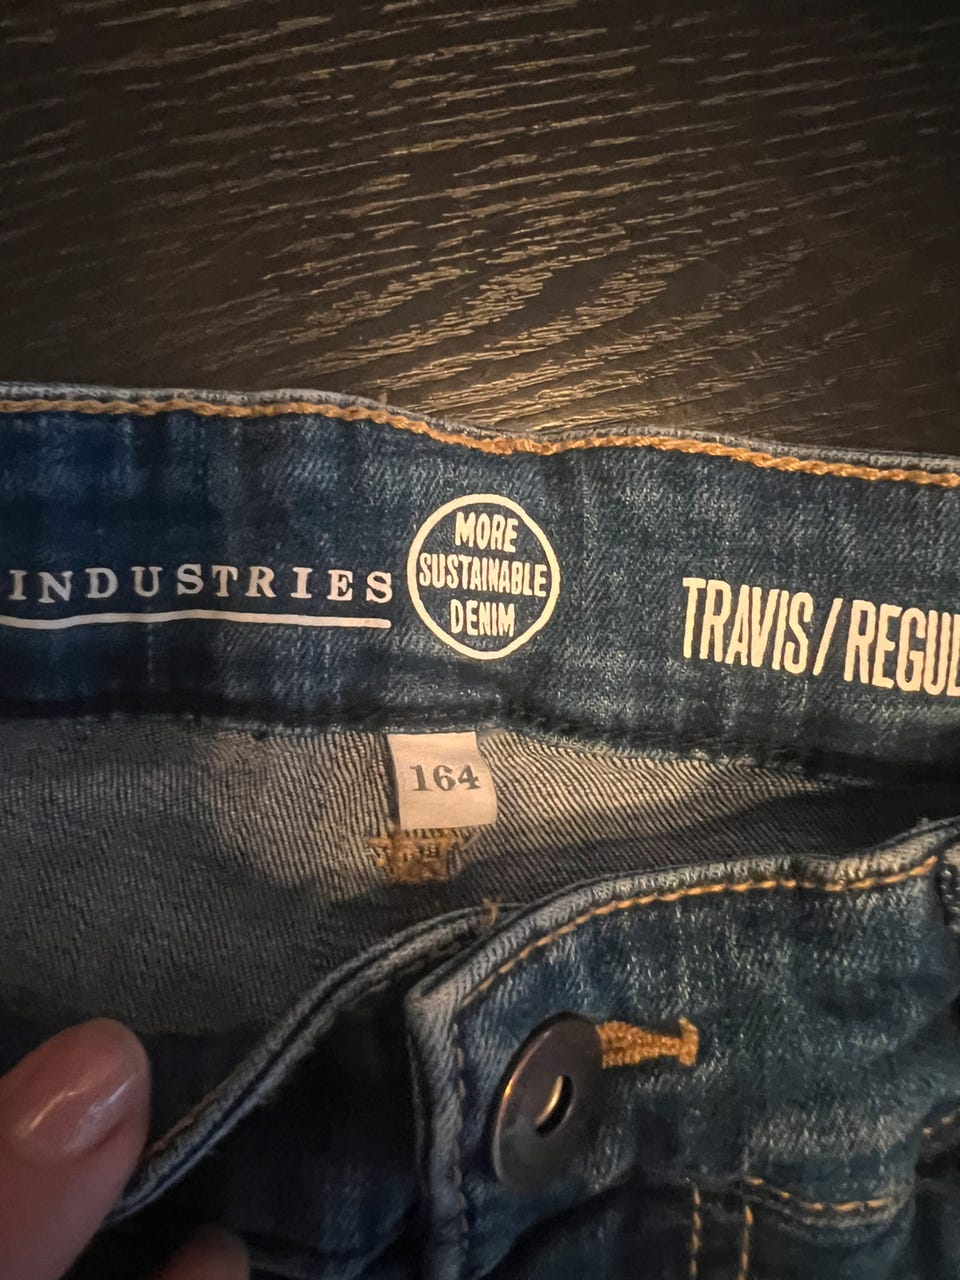 INDUSTRIES
MORE
SUSTAINABLE
DENIM
TRAVIS/REGUL
164